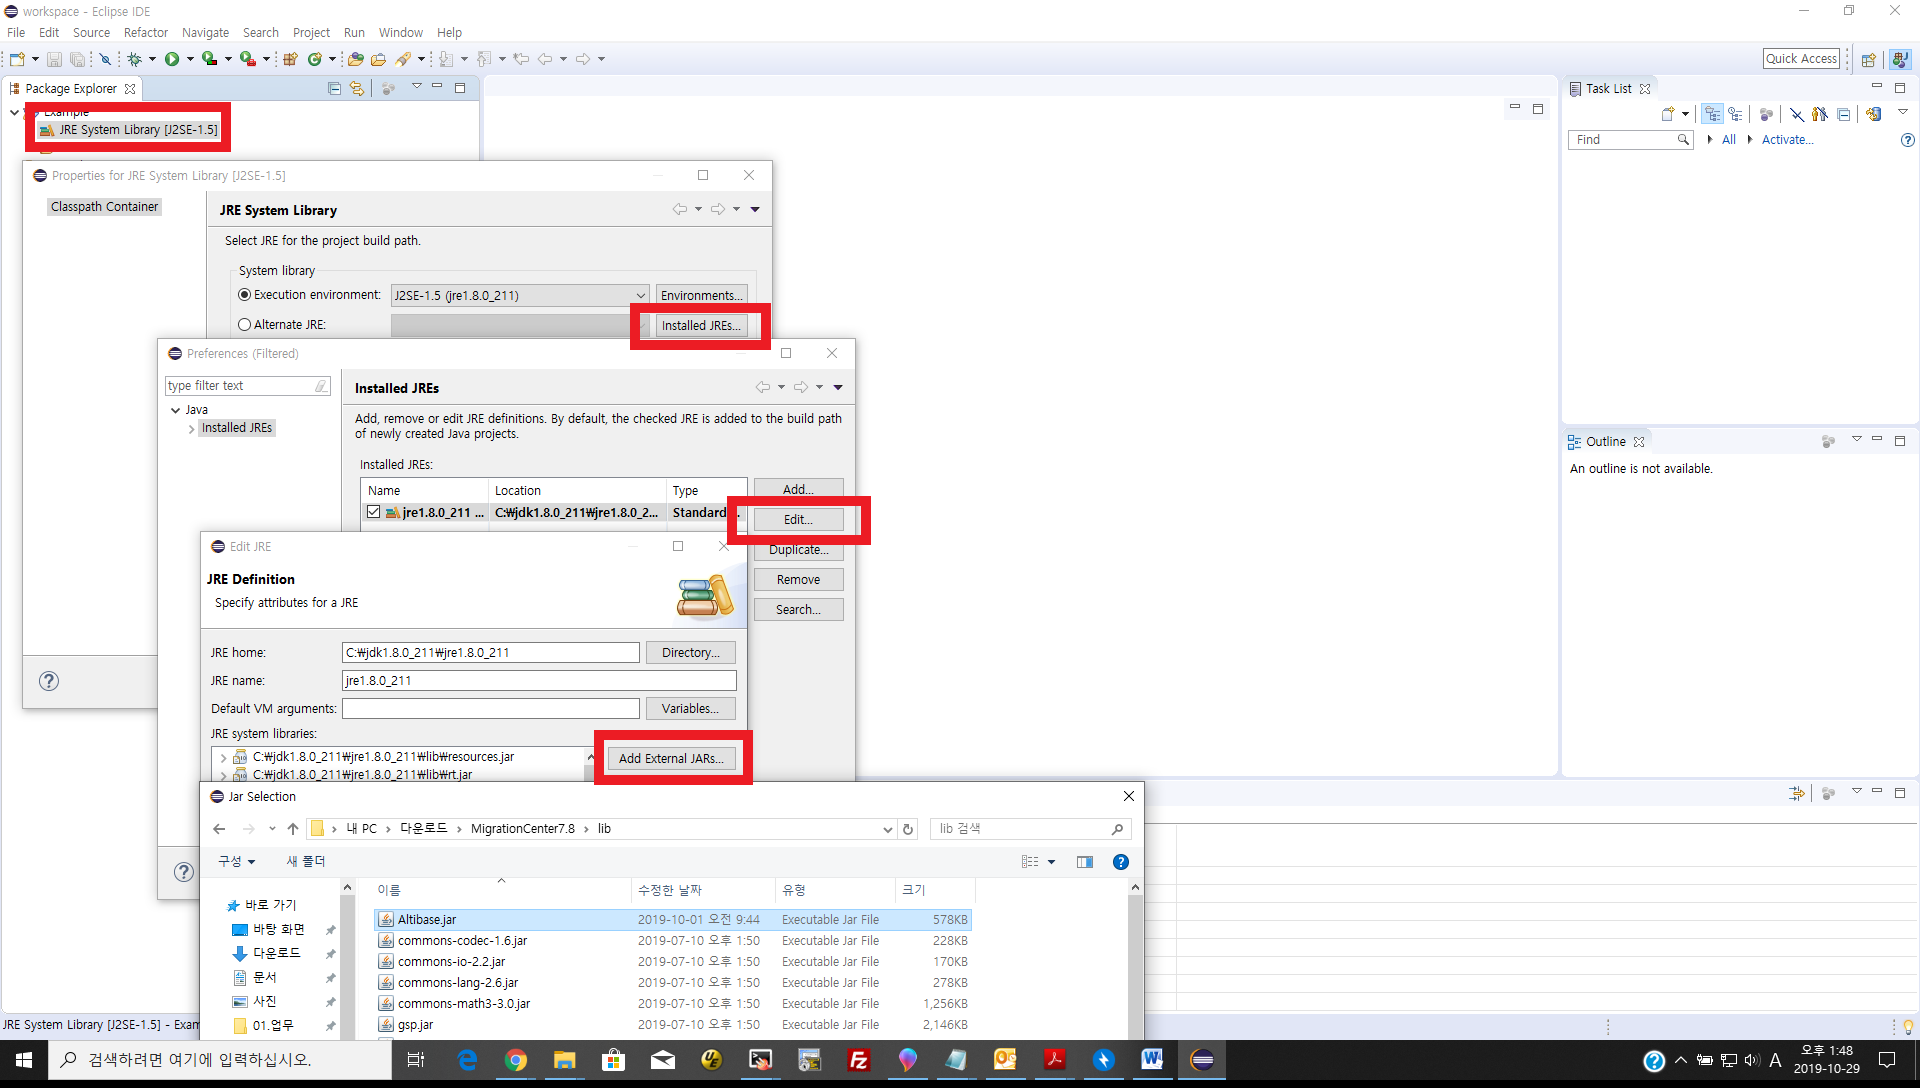 workspace - Eclipse IDE
File Edit Source Refactor Navigate Search Project Run Window Help
Quick Access
Package Explorer
Example
JRE System Library [J2SE-1.5]
Task List
Find
All
Activate...
Properties for JRE System Library [J2SE-1.5]
Classpath Container
JRE System Library
Select JRE for the project build path.
System library
Execution environment: J2SE-1.5 (jre1.8.0_211) Environments...
Alternate JRE: Installed JREs...
Preferences (Filtered)
type filter text
Java
Installed JREs
Installed JREs
Add, remove or edit JRE definitions. By default, the checked JRE is added to the build path
of newly created Java projects.
Installed JREs:
Name Location Type
jre1.8.0_211 ... C:₩jdk1.8.0_211₩jre1.8.0_2... Standard ...
Add...
Edit...
Duplicate...
Remove
Search...
Outline
An outline is not available.
Edit JRE
JRE Definition
Specify attributes for a JRE
JRE home: C:₩jdk1.8.0_211₩jre1.8.0_211 Directory...
JRE name: jre1.8.0_211
Default VM arguments: Variables...
JRE system libraries:
C:₩jdk1.8.0_211₩jre1.8.0_211₩lib₩resources.jar
C:₩jdk1.8.0_211₩jre1.8.0_211₩lib₩rt.jar
Add External JARs...
Jar Selection
내 PC 다운로드 MigrationCenter7.8 lib
lib 검색
구성 새 폴더
바로 가기
바탕 화면
다운로드
문서
사진
01.업무
이름 수정한 날짜 유형 크기
Altibase.jar 2019-10-01 오전 9:44 Executable Jar File 578KB
commons-codec-1.6.jar 2019-07-10 오후 1:50 Executable Jar File 228KB
commons-io-2.2.jar 2019-07-10 오후 1:50 Executable Jar File 170KB
commons-lang-2.6.jar 2019-07-10 오후 1:50 Executable Jar File 278KB
commons-math3-3.0.jar 2019-07-10 오후 1:50 Executable Jar File 1,256KB
gsp.jar 2019-07-10 오후 1:50 Executable Jar File 2,146KB
JRE System Library [J2SE-1.5] - Exam
검색하려면 여기에 입력하십시오.
A
오후 1:48
2019-10-29